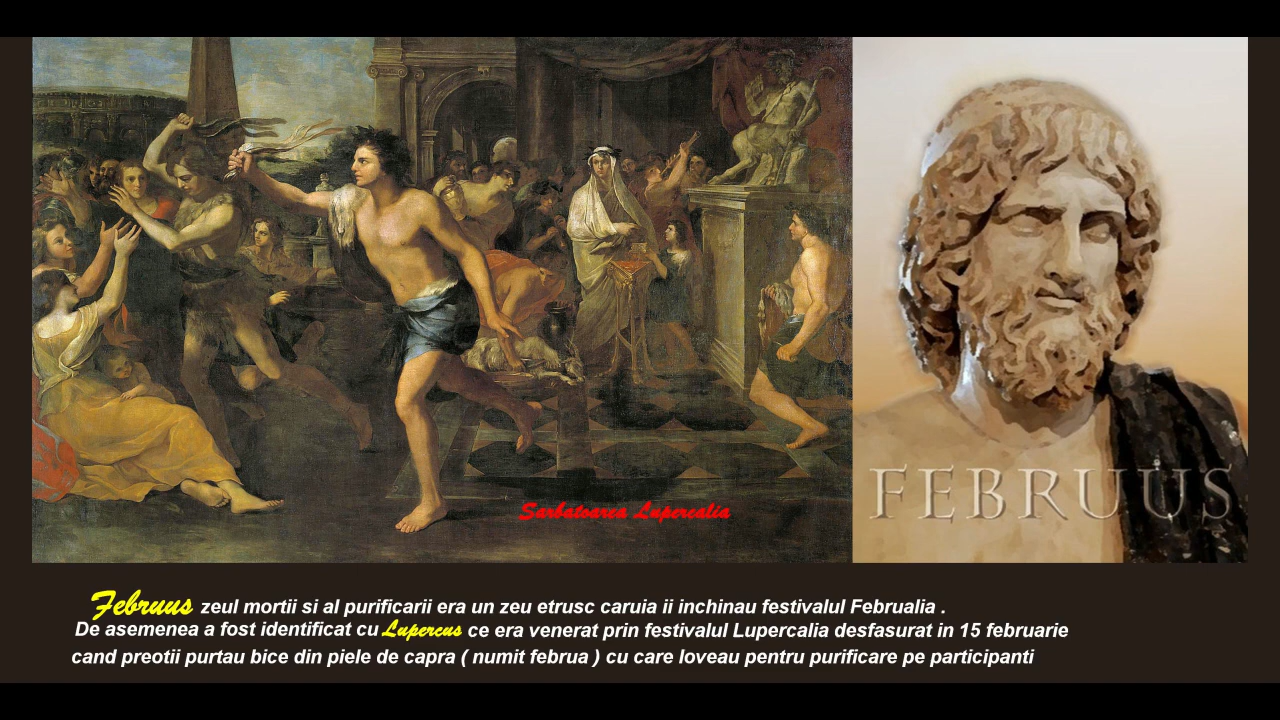 Sarbatoarea Lupercalia
FEBRUUS
Februus zeul mortii si al purificarii era un zeu etrusc caruia ii inchinau festivalul Februalia .
De asemenea a fost identificat cu Lupercus ce era venerat prin festivalul Lupercalia desfasurat in 15 februarie
cand preotii purtau bice din piele de capra ( numit februa ) cu care loveau pentru purificare pe participanti